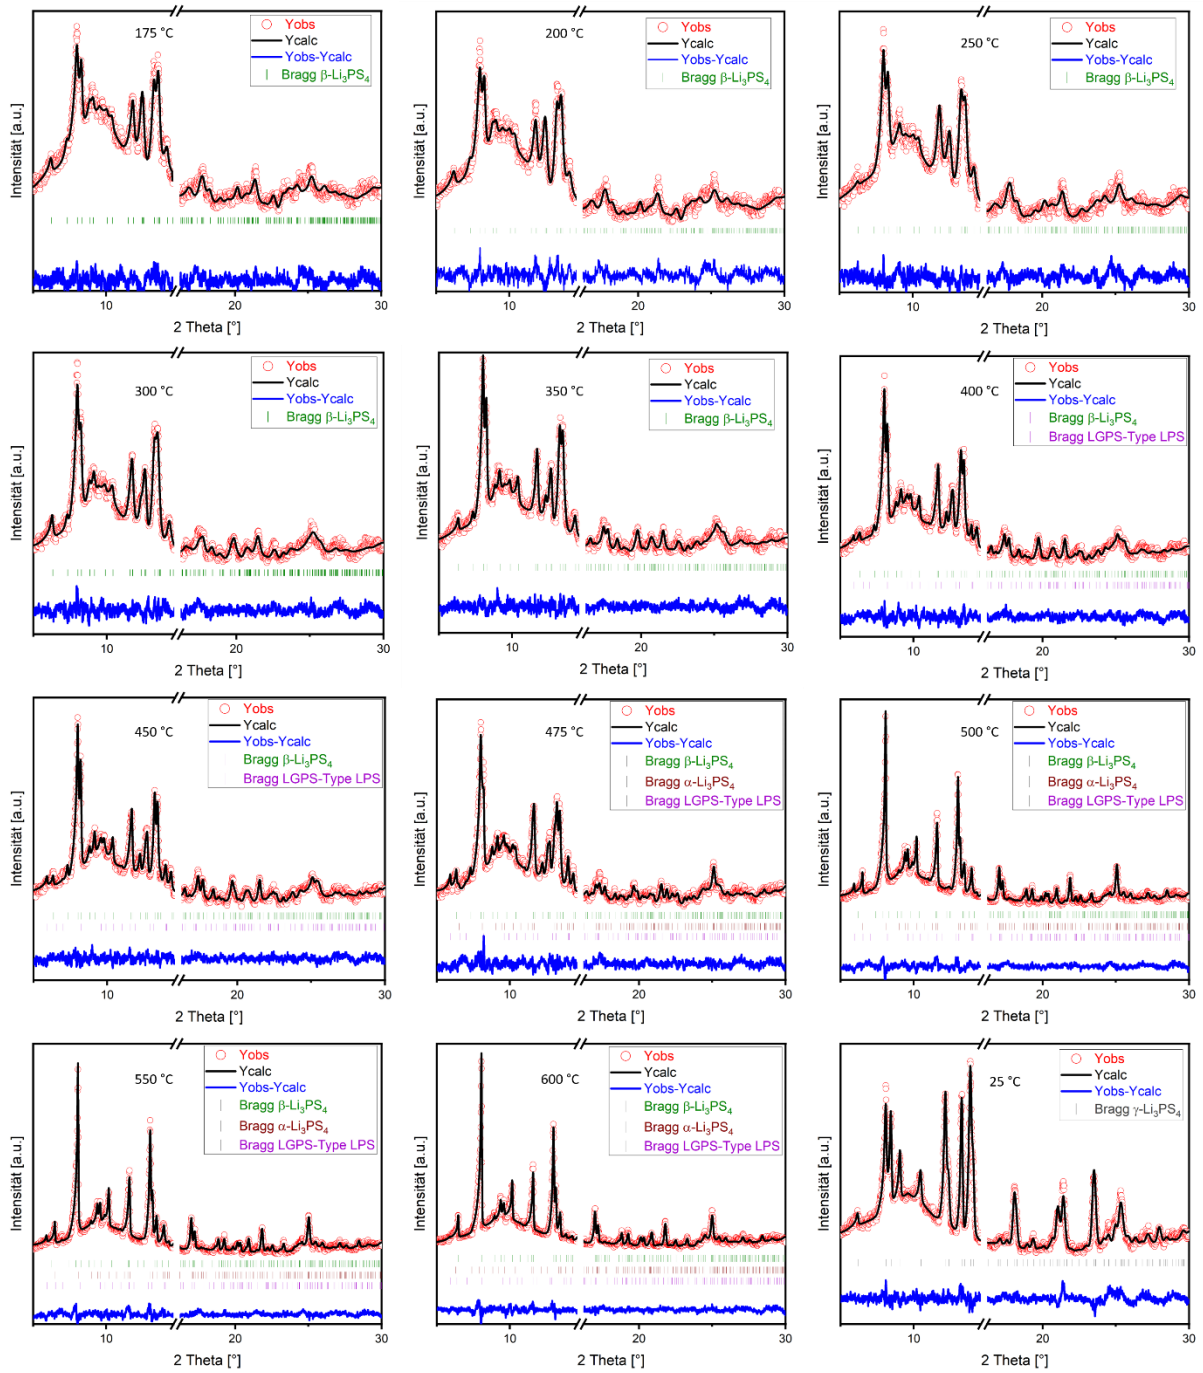 175 °C
Yobs
Ycalc
Yobs-Ycalc
Bragg β-Li₃PS₄
Intensität [a.u.]
10
20
30
2 Theta [°]
200 °C
Yobs
Ycalc
Yobs-Ycalc
Bragg β-Li₃PS₄
Intensität [a.u.]
10
20
30
2 Theta [°]
250 °C
Yobs
Ycalc
Yobs-Ycalc
Bragg β-Li₃PS₄
Intensität [a.u.]
10
20
30
2 Theta [°]
300 °C
Yobs
Ycalc
Yobs-Ycalc
Bragg β-Li₃PS₄
Intensität [a.u.]
10
20
30
2 Theta [°]
350 °C
Yobs
Ycalc
Yobs-Ycalc
Bragg β-Li₃PS₄
Intensität [a.u.]
10
20
30
2 Theta [°]
400 °C
Yobs
Ycalc
Yobs-Ycalc
Bragg β-Li₃PS₄
Bragg LGPS-Type LPS
Intensität [a.u.]
10
20
30
2 Theta [°]
450 °C
Yobs
Ycalc
Yobs-Ycalc
Bragg β-Li₃PS₄
Bragg LGPS-Type LPS
Intensität [a.u.]
10
20
30
2 Theta [°]
475 °C
Yobs
Ycalc
Yobs-Ycalc
Bragg β-Li₃PS₄
Bragg α-Li₃PS₄
Bragg LGPS-Type LPS
Intensität [a.u.]
10
20
30
2 Theta [°]
500 °C
Yobs
Ycalc
Yobs-Ycalc
Bragg β-Li₃PS₄
Bragg α-Li₃PS₄
Bragg LGPS-Type LPS
Intensität [a.u.]
10
20
30
2 Theta [°]
550 °C
Yobs
Ycalc
Yobs-Ycalc
Bragg β-Li₃PS₄
Bragg α-Li₃PS₄
Bragg LGPS-Type LPS
Intensität [a.u.]
10
20
30
2 Theta [°]
600 °C
Yobs
Ycalc
Yobs-Ycalc
Bragg β-Li₃PS₄
Bragg α-Li₃PS₄
Bragg LGPS-Type LPS
Intensität [a.u.]
10
20
30
2 Theta [°]
25 °C
Yobs
Ycalc
Yobs-Ycalc
Bragg γ-Li₃PS₄
Intensität [a.u.]
10
20
30
2 Theta [°]